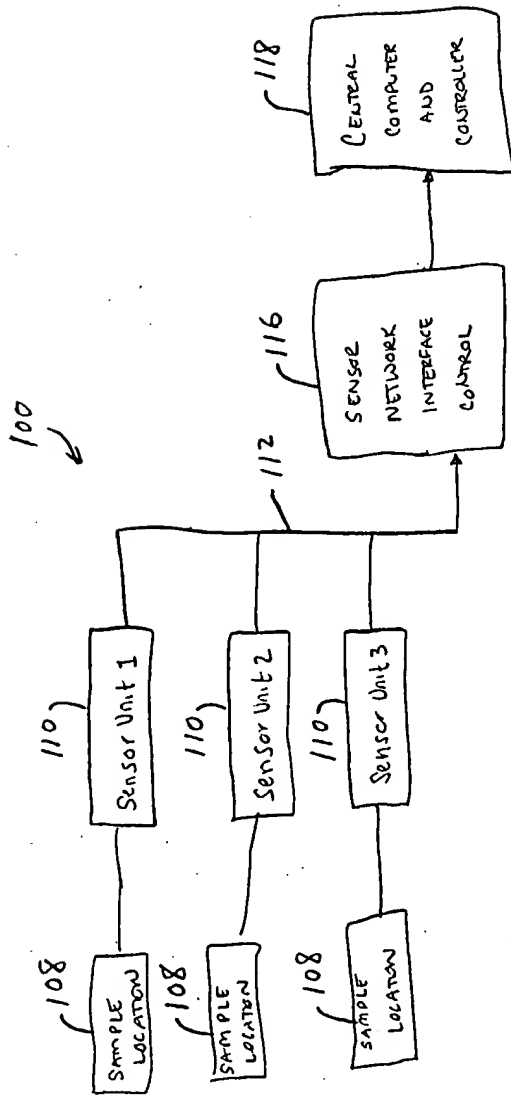 100
108
SAMPLE
LOCATION
110
Sensor Unit 1
108
SAMPLE
LOCATION
110
Sensor Unit 2
108
SAMPLE
LOCATION
110
Sensor Unit 3
112
116
SENSOR
NETWORK
INTERFACE
CONTROL
118
CENTRAL
COMPUTER
AND
CONTROLLER